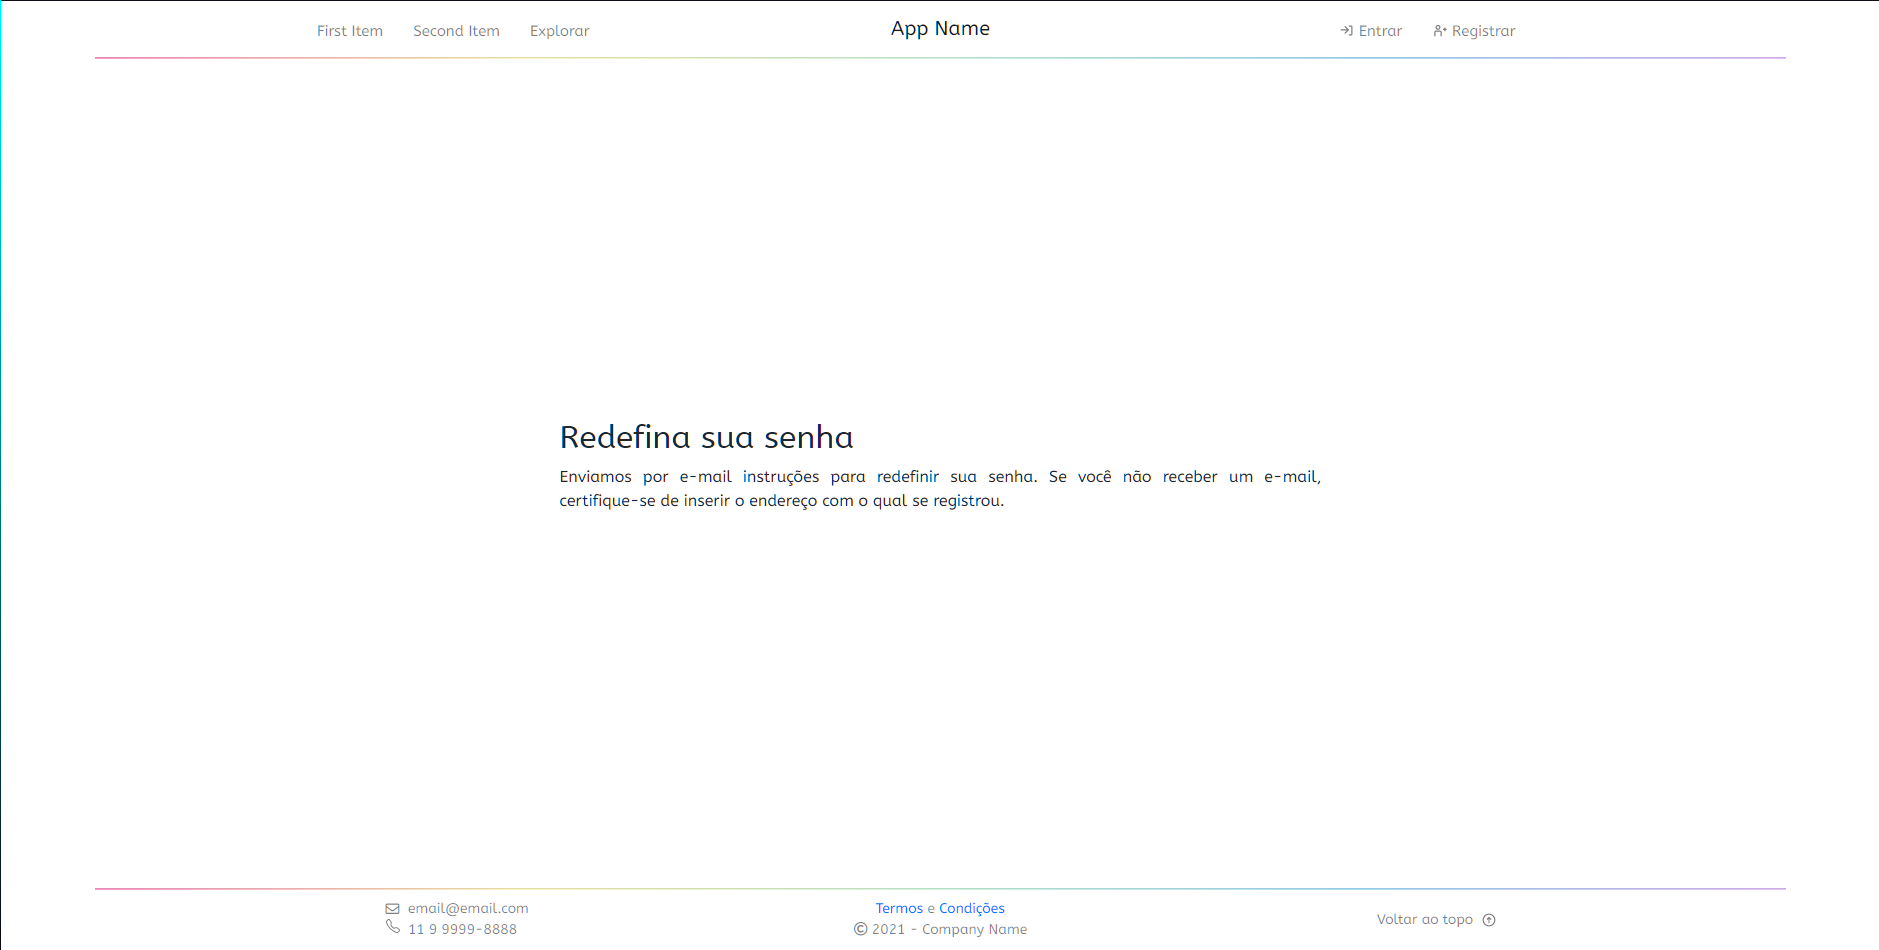 First Item Second Item Explorar App Name Entrar Registrar
Redefina sua senha
Enviamos por e-mail instruções para redefinir sua senha. Se você não receber um e-mail,
certifique-se de inserir o endereço com o qual se registrou.
email@email.com
11 9 9999-8888
Termos e Condições
© 2021 - Company Name
Voltar ao topo